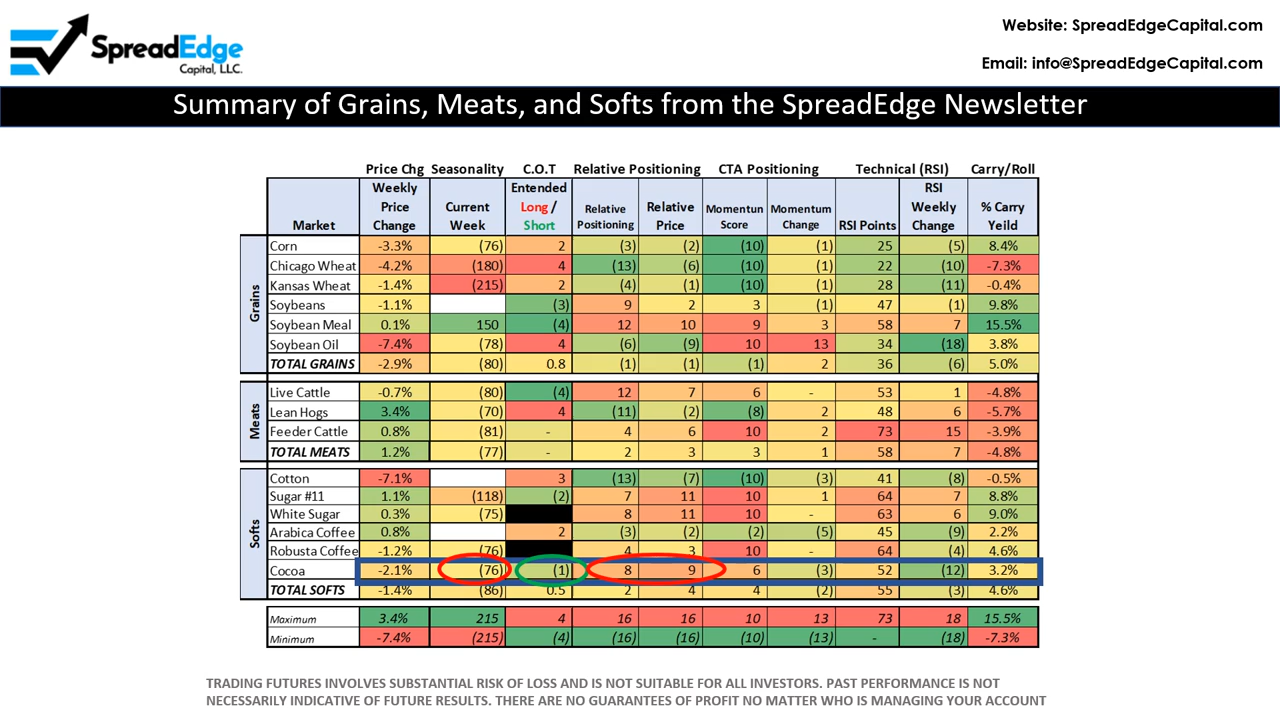 SpreadEdge
Capital, LLC.
Website: SpreadEdgeCapital.com
Email: info@SpreadEdgeCapital.com
Summary of Grains, Meats, and Softs from the SpreadEdge Newsletter
Price Chg Seasonality C.O.T Relative Positioning CTA Positioning Technical (RSI) Carry/Roll
Market Weekly Price Change Current Week Entended Long / Short Relative Positioning Relative Price Momentun Score Momentum Change RSI Points RSI Weekly Change % Carry Yeild
Grains
Corn -3.3% (76) 2 (3) (2) (10) (1) 25 (5) 8.4%
Chicago Wheat -4.2% (180) 4 (13) (6) (10) (1) 22 (10) -7.3%
Kansas Wheat -1.4% (215) 2 (4) (1) (10) (1) 28 (11) -0.4%
Soybeans -1.1% (3) 9 2 3 (1) 47 (1) 9.8%
Soybean Meal 0.1% 150 (4) 12 10 9 3 58 7 15.5%
Soybean Oil -7.4% (78) 4 (6) (9) 10 13 34 (18) 3.8%
TOTAL GRAINS -2.9% (80) 0.8 (1) (1) (1) 2 36 (6) 5.0%
Meats
Live Cattle -0.7% (80) (4) 12 7 6 - 53 1 -4.8%
Lean Hogs 3.4% (70) 4 (11) (2) (8) 2 48 6 -5.7%
Feeder Cattle 0.8% (81) - 4 6 10 2 73 15 -3.9%
TOTAL MEATS 1.2% (77) - 2 3 3 1 58 7 -4.8%
Softs
Cotton -7.1% 3 (13) (7) (10) (3) 41 (8) -0.5%
Sugar #11 1.1% (118) (2) 7 11 10 1 64 7 8.8%
White Sugar 0.3% (75) 8 11 10 - 63 6 9.0%
Arabica Coffee 0.8% 2 (3) (2) (2) (5) 45 (9) 2.2%
Robusta Coffee -1.2% (76) 4 3 10 - 64 (4) 4.6%
Cocoa -2.1% (76) (1) 8 9 6 (3) 52 (12) 3.2%
TOTAL SOFTS -1.4% (86) 0.5 2 4 4 (2) 55 (3) 4.6%
Maximum 3.4% 215 4 16 16 10 13 73 18 15.5%
Minimum -7.4% (215) (4) (16) (16) (10) (13) - (18) -7.3%
TRADING FUTURES INVOLVES SUBSTANTIAL RISK OF LOSS AND IS NOT SUITABLE FOR ALL INVESTORS. PAST PERFORMANCE IS NOT
NECESSARILY INDICATIVE OF FUTURE RESULTS. THERE ARE NO GUARANTEES OF PROFIT NO MATTER WHO IS MANAGING YOUR ACCOUNT